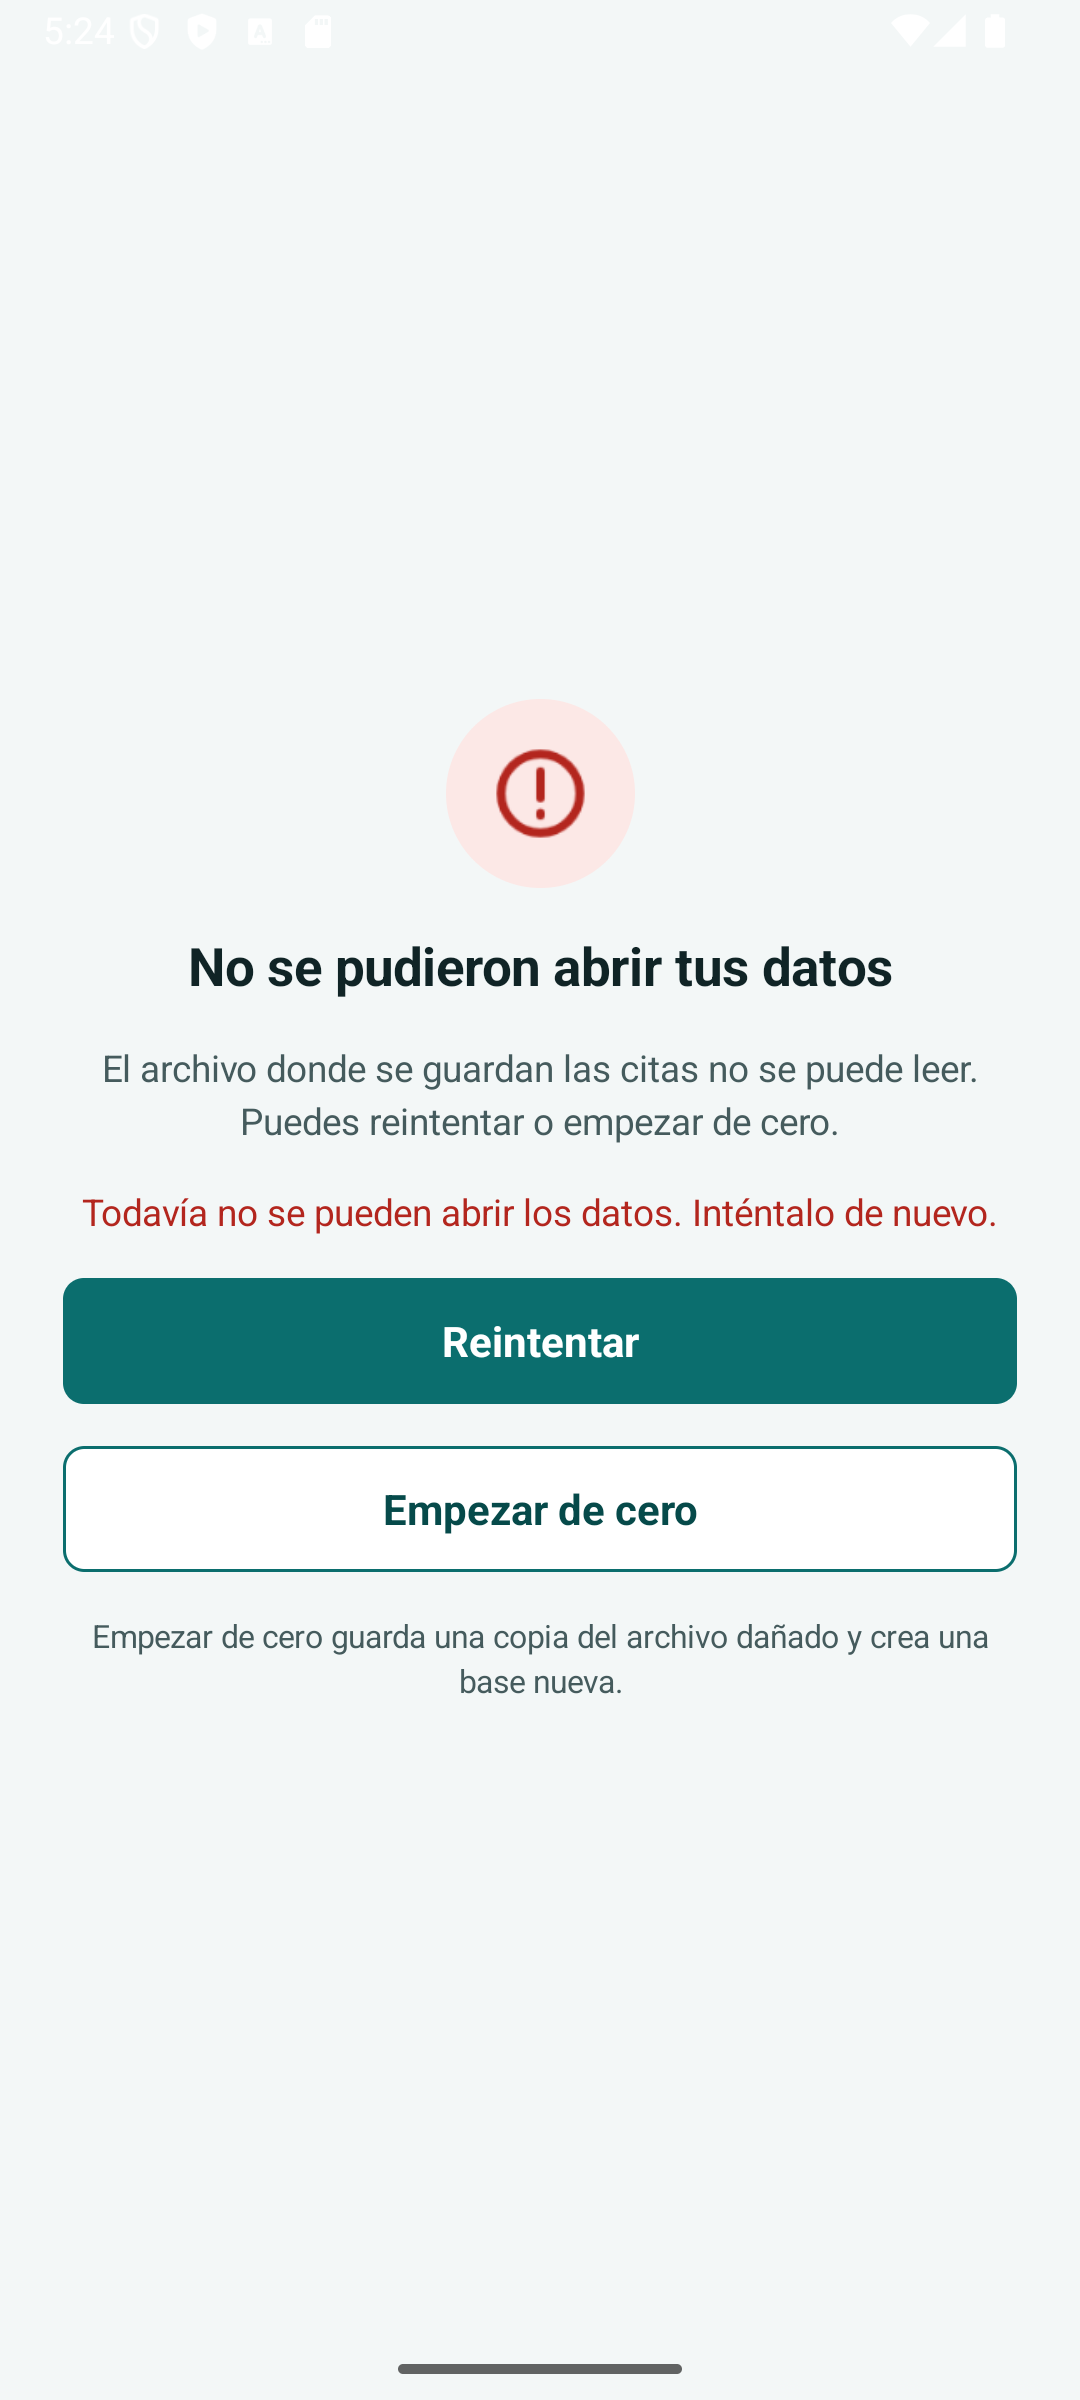 5:24
No se pudieron abrir tus datos
El archivo donde se guardan las citas no se puede leer.
Puedes reintentar o empezar de cero.
Todavía no se pueden abrir los datos. Inténtalo de nuevo.
Reintentar
Empezar de cero
Empezar de cero guarda una copia del archivo dañado y crea una
base nueva.